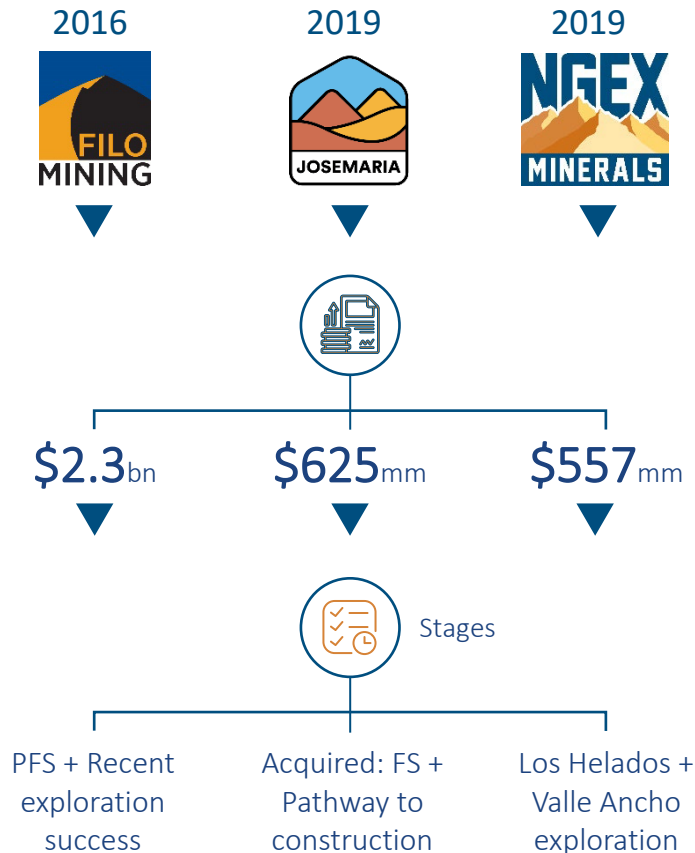 2016 2019 2019
FILO
MINING
JOSEMARIA
NGEX
MINERALS
$2.3bn $625mm $557mm
Stages
PFS + Recent
exploration
success
Acquired: FS +
Pathway to
construction
Los Helados +
Valle Ancho
exploration